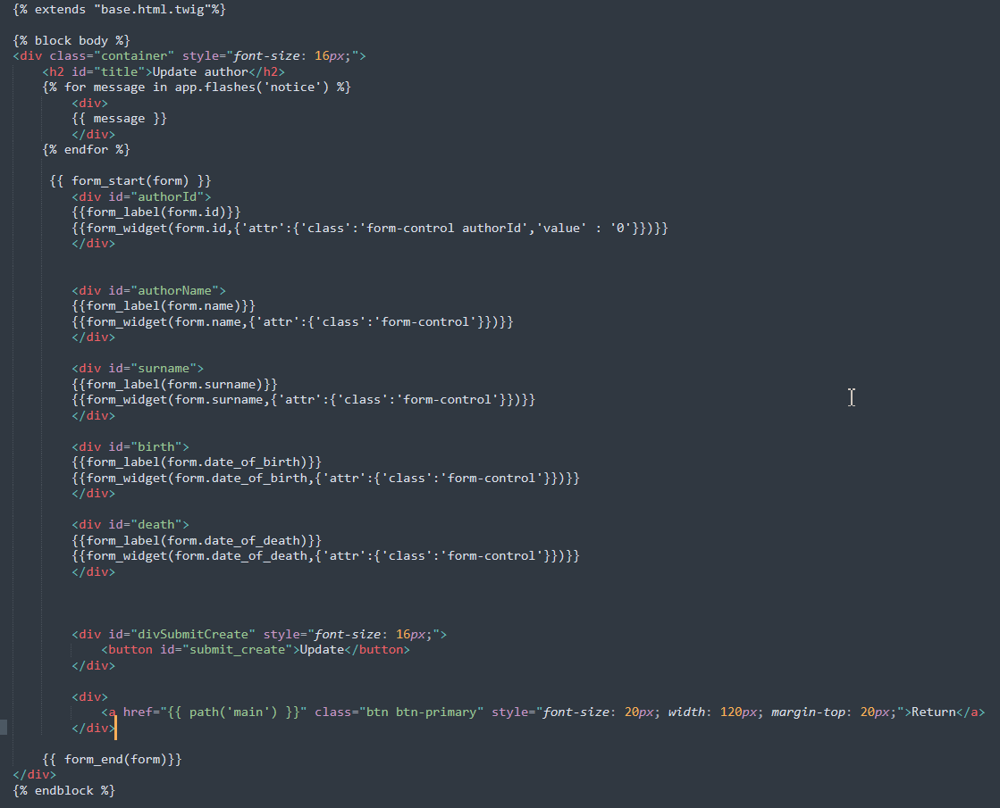 {% extends "base.html.twig"%}
{% block body %}
<div class="container" style="font-size: 16px;">
<h2 id="title">Update author</h2>
{% for message in app.flashes('notice') %}
<div>
{{ message }}
</div>
{% endfor %}
{{ form_start(form) }}
<div id="authorId">
{{form_label(form.id)}}
{{form_widget(form.id,{'attr':{'class':'form-control authorId','value' : '0'}})}}
</div>
<div id="authorName">
{{form_label(form.name)}}
{{form_widget(form.name,{'attr':{'class':'form-control'}})}}
</div>
<div id="surname">
{{form_label(form.surname)}}
{{form_widget(form.surname,{'attr':{'class':'form-control'}})}}
</div>
<div id="birth">
{{form_label(form.date_of_birth)}}
{{form_widget(form.date_of_birth,{'attr':{'class':'form-control'}})}}
</div>
<div id="death">
{{form_label(form.date_of_death)}}
{{form_widget(form.date_of_death,{'attr':{'class':'form-control'}})}}
</div>
<div id="divSubmitCreate" style="font-size: 16px;">
<button id="submit_create">Update</button>
</div>
<div>
<a href="{{ path('main') }}" class="btn btn-primary" style="font-size: 20px; width: 120px; margin-top: 20px;">Return</a>
</div>
{{ form_end(form)}}
</div>
{% endblock %}